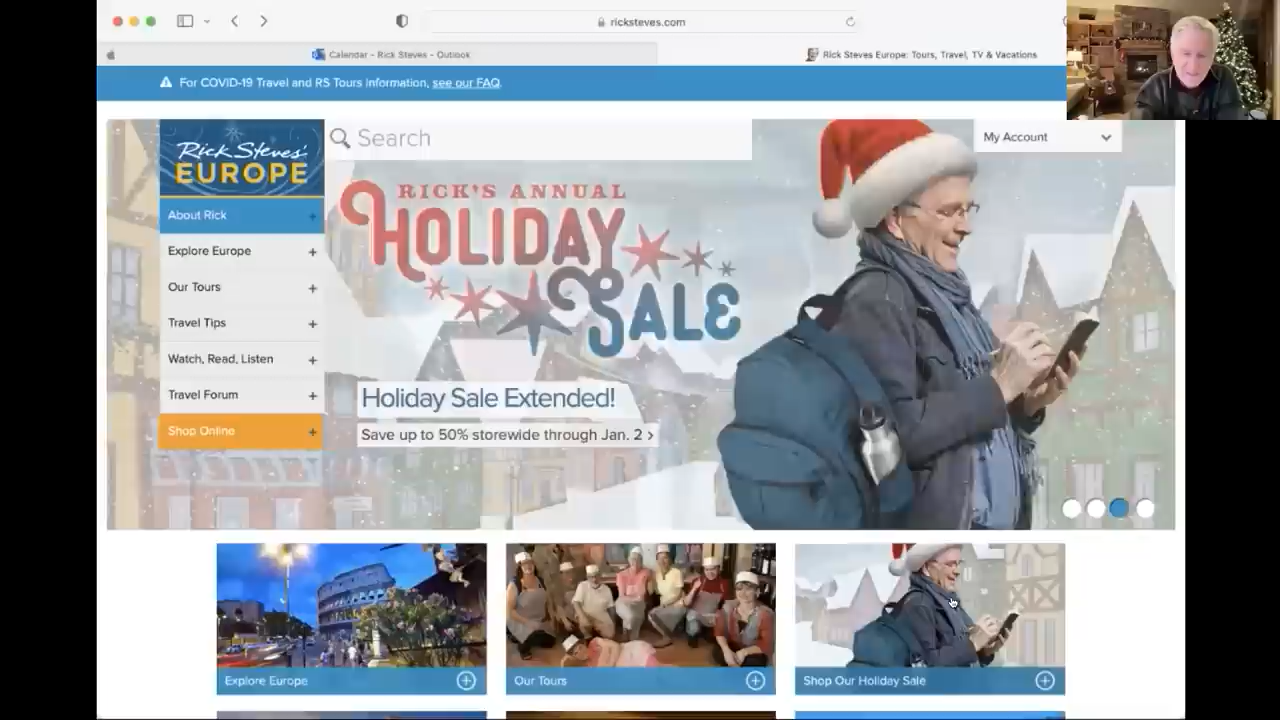 ricksteves.com
Calendar - Rick Steves - Outlook
Rick Steves Europe: Tours, Travel, TV & Vacations
For COVID-19 Travel and RS Tours Information, see our FAQ.
Rick Steves'
EUROPE
Search
My Account
RICK'S ANNUAL
HOLIDAY
SALE
About Rick +
Explore Europe +
Our Tours +
Travel Tips +
Watch, Read, Listen +
Travel Forum +
Shop Online +
Holiday Sale Extended!
Save up to 50% storewide through Jan. 2 >
Explore Europe
Our Tours
Shop Our Holiday Sale